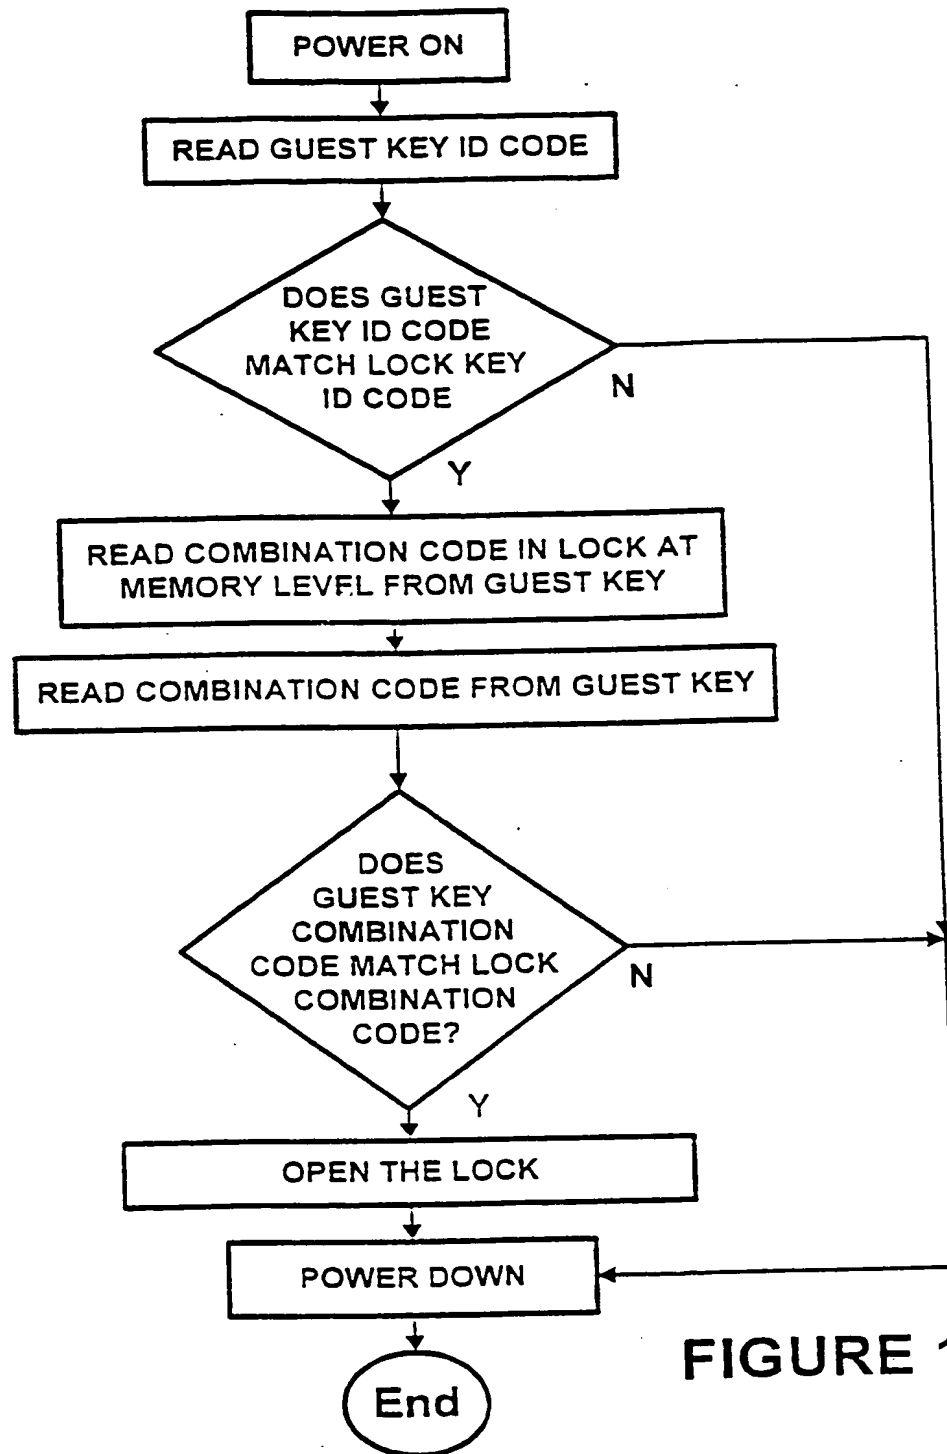 POWER ON
READ GUEST KEY ID CODE
DOES GUEST
KEY ID CODE
MATCH LOCK KEY
ID CODE
N
Y
READ COMBINATION CODE IN LOCK AT
MEMORY LEVEL FROM GUEST KEY
READ COMBINATION CODE FROM GUEST KEY
DOES
GUEST KEY
COMBINATION
CODE MATCH LOCK
COMBINATION
CODE?
N
Y
OPEN THE LOCK
POWER DOWN
End
FIGURE